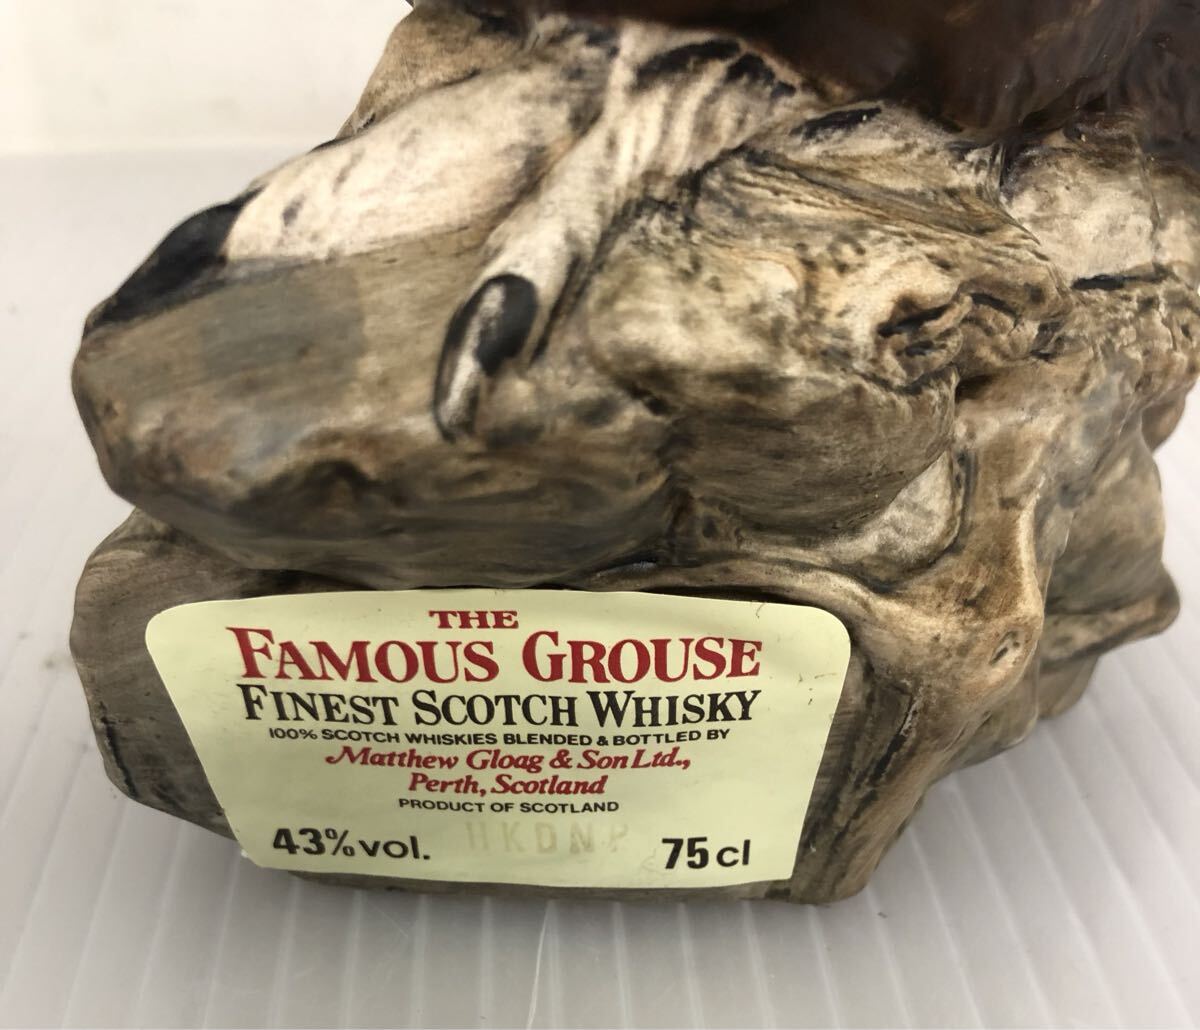 THE
FAMOUS GROUSE
FINEST SCOTCH WHISKY
100% SCOTCH WHISKIES BLENDED & BOTTLED BY
Matthew Gloag & Son Ltd.,
Perth, Scotland
PRODUCT OF SCOTLAND
43% vol. HKDNP 75 cl